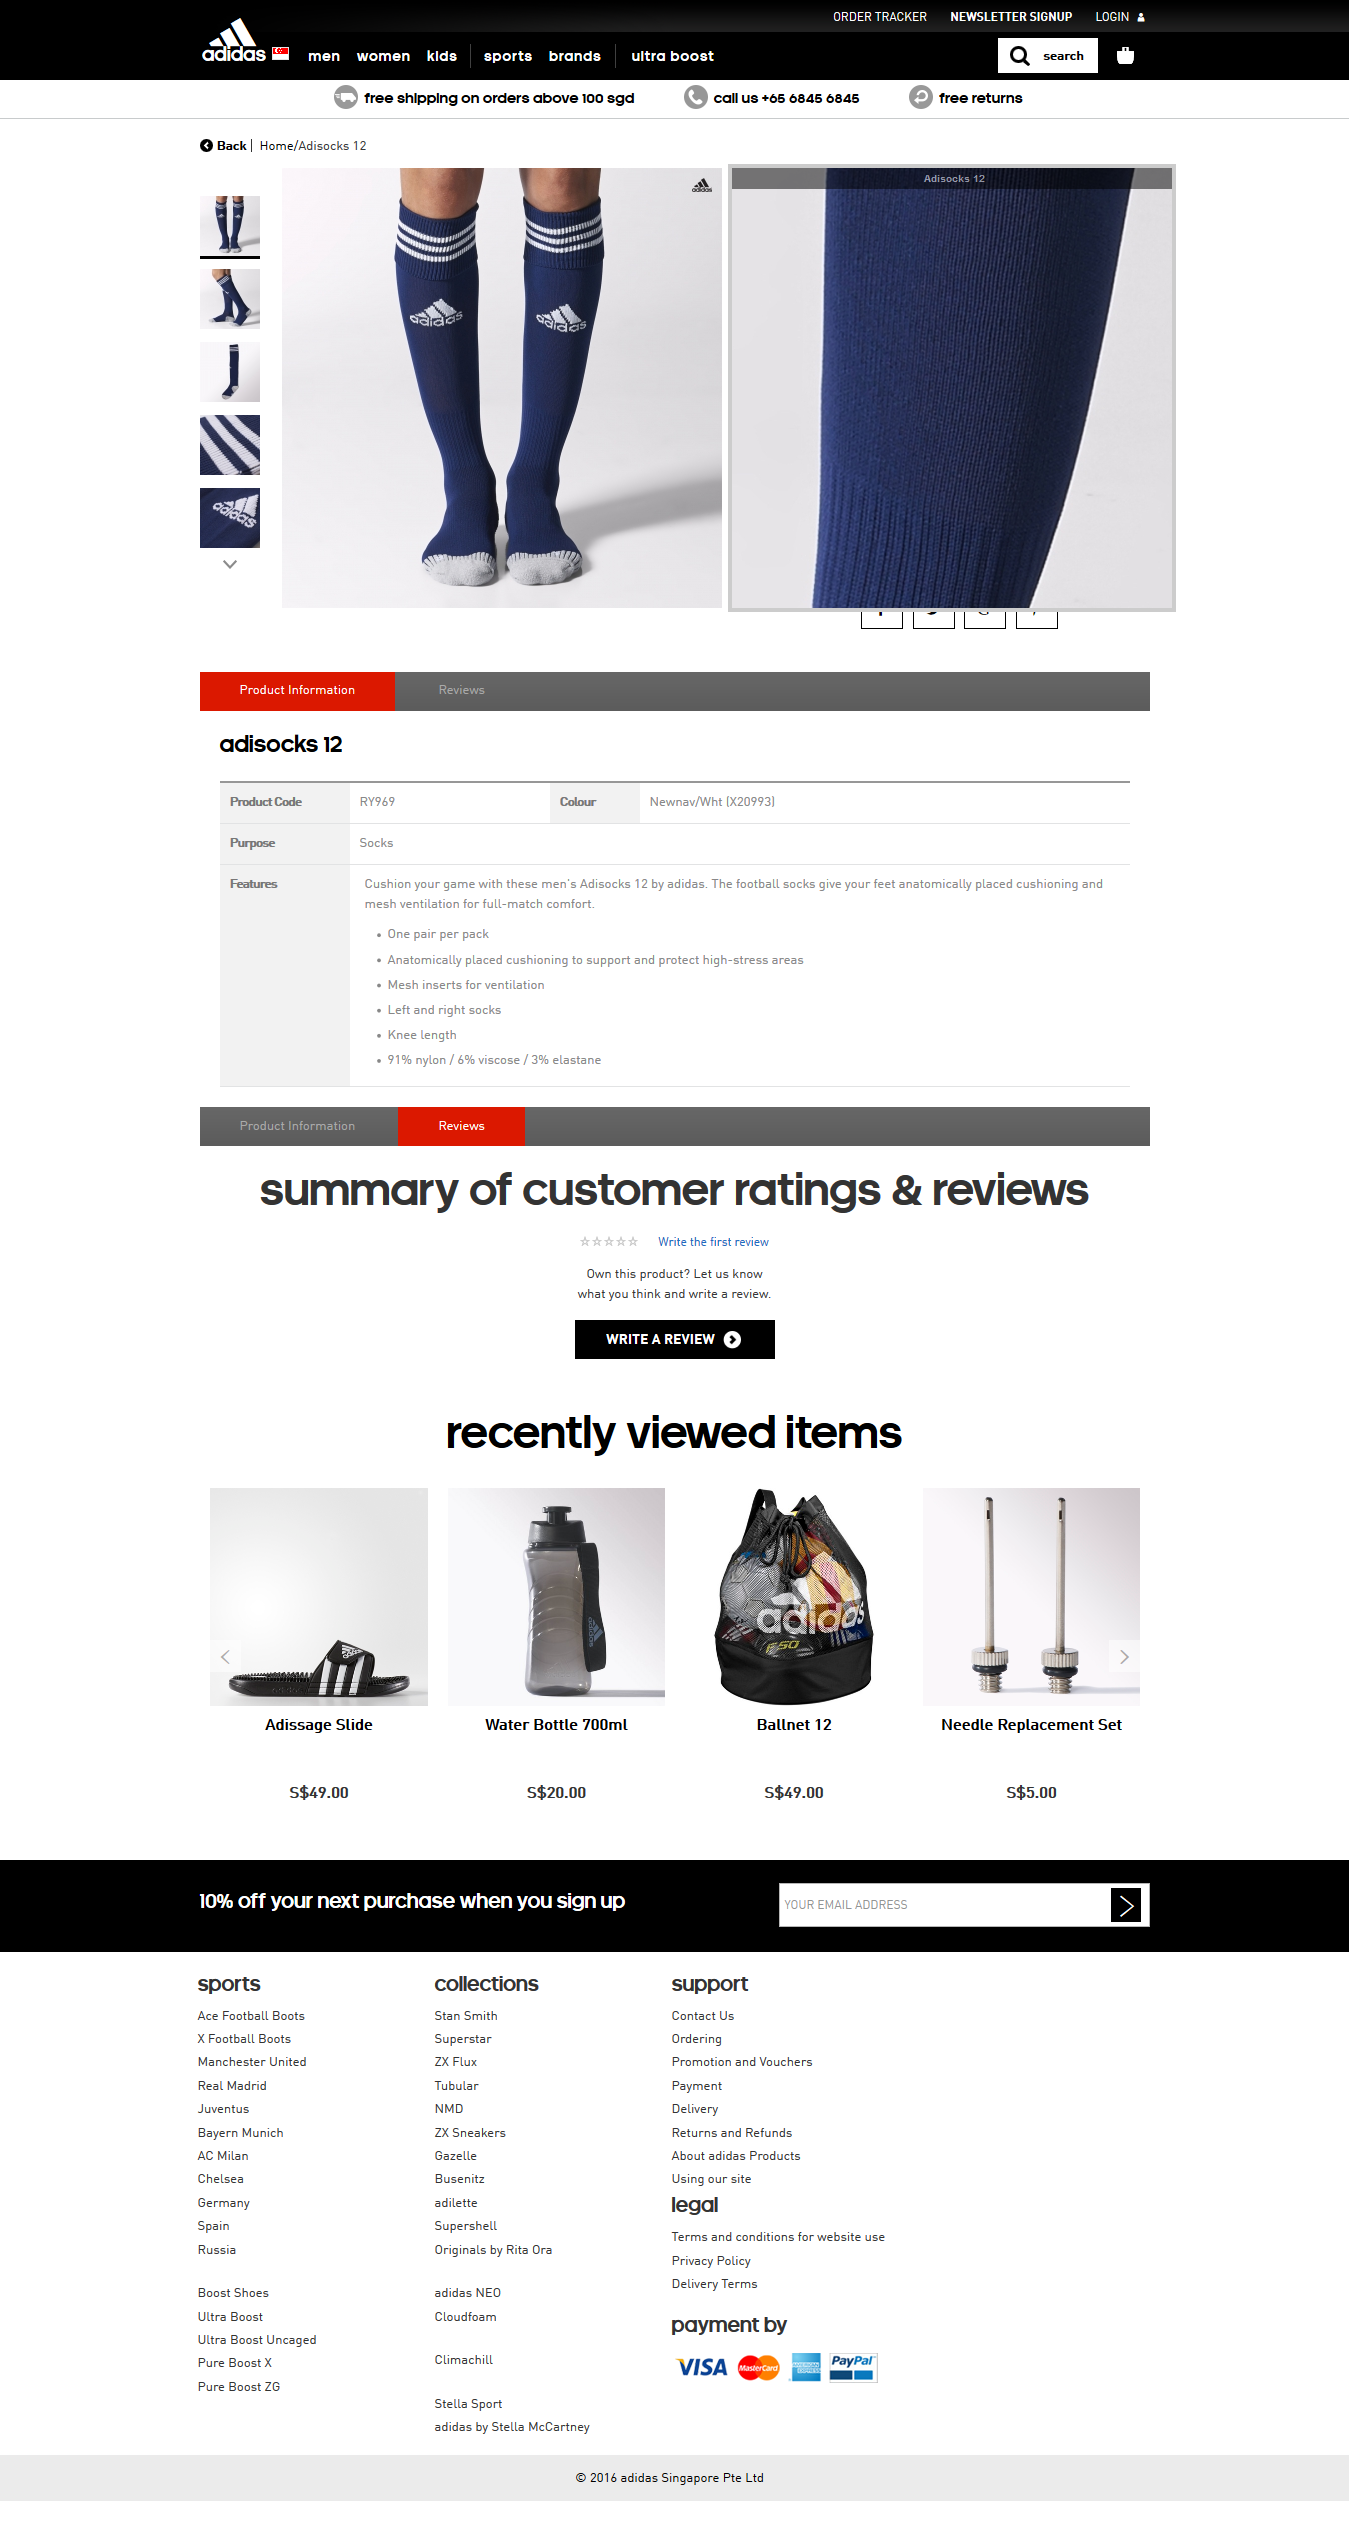 ORDER TRACKER NEWSLETTER SIGNUP LOGIN
adidas men women kids sports brands ultra boost search
free shipping on orders above 100 sgd call us +65 6845 6845 free returns
Back Home/Adisocks 12
adidas
Adisocks 12
adidas adidas
adidas
Product Information Reviews
adisocks 12
Product Code RY969 Colour Newnav/Wht (X20993)
Purpose Socks
Features Cushion your game with these men's Adisocks 12 by adidas. The football socks give your feet anatomically placed cushioning and
mesh ventilation for full-match comfort.
• One pair per pack
• Anatomically placed cushioning to support and protect high-stress areas
• Mesh inserts for ventilation
• Left and right socks
• Knee length
• 91% nylon / 6% viscose / 3% elastane
Product Information Reviews
summary of customer ratings & reviews
Write the first review
Own this product? Let us know
what you think and write a review.
WRITE A REVIEW
recently viewed items
adidas
adidas
adidas
F50
Adissage Slide Water Bottle 700ml Ballnet 12 Needle Replacement Set
S$49.00 S$20.00 S$49.00 S$5.00
10% off your next purchase when you sign up YOUR EMAIL ADDRESS
sports
Ace Football Boots
X Football Boots
Manchester United
Real Madrid
Juventus
Bayern Munich
AC Milan
Chelsea
Germany
Spain
Russia
Boost Shoes
Ultra Boost
Ultra Boost Uncaged
Pure Boost X
Pure Boost ZG
collections
Stan Smith
Superstar
ZX Flux
Tubular
NMD
ZX Sneakers
Gazelle
Busenitz
adilette
Supershell
Originals by Rita Ora
adidas NEO
Cloudfoam
Climachill
Stella Sport
adidas by Stella McCartney
support
Contact Us
Ordering
Promotion and Vouchers
Payment
Delivery
Returns and Refunds
About adidas Products
Using our site
legal
Terms and conditions for website use
Privacy Policy
Delivery Terms
payment by
VISA MasterCard AMERICAN EXPRESS PayPal
© 2016 adidas Singapore Pte Ltd